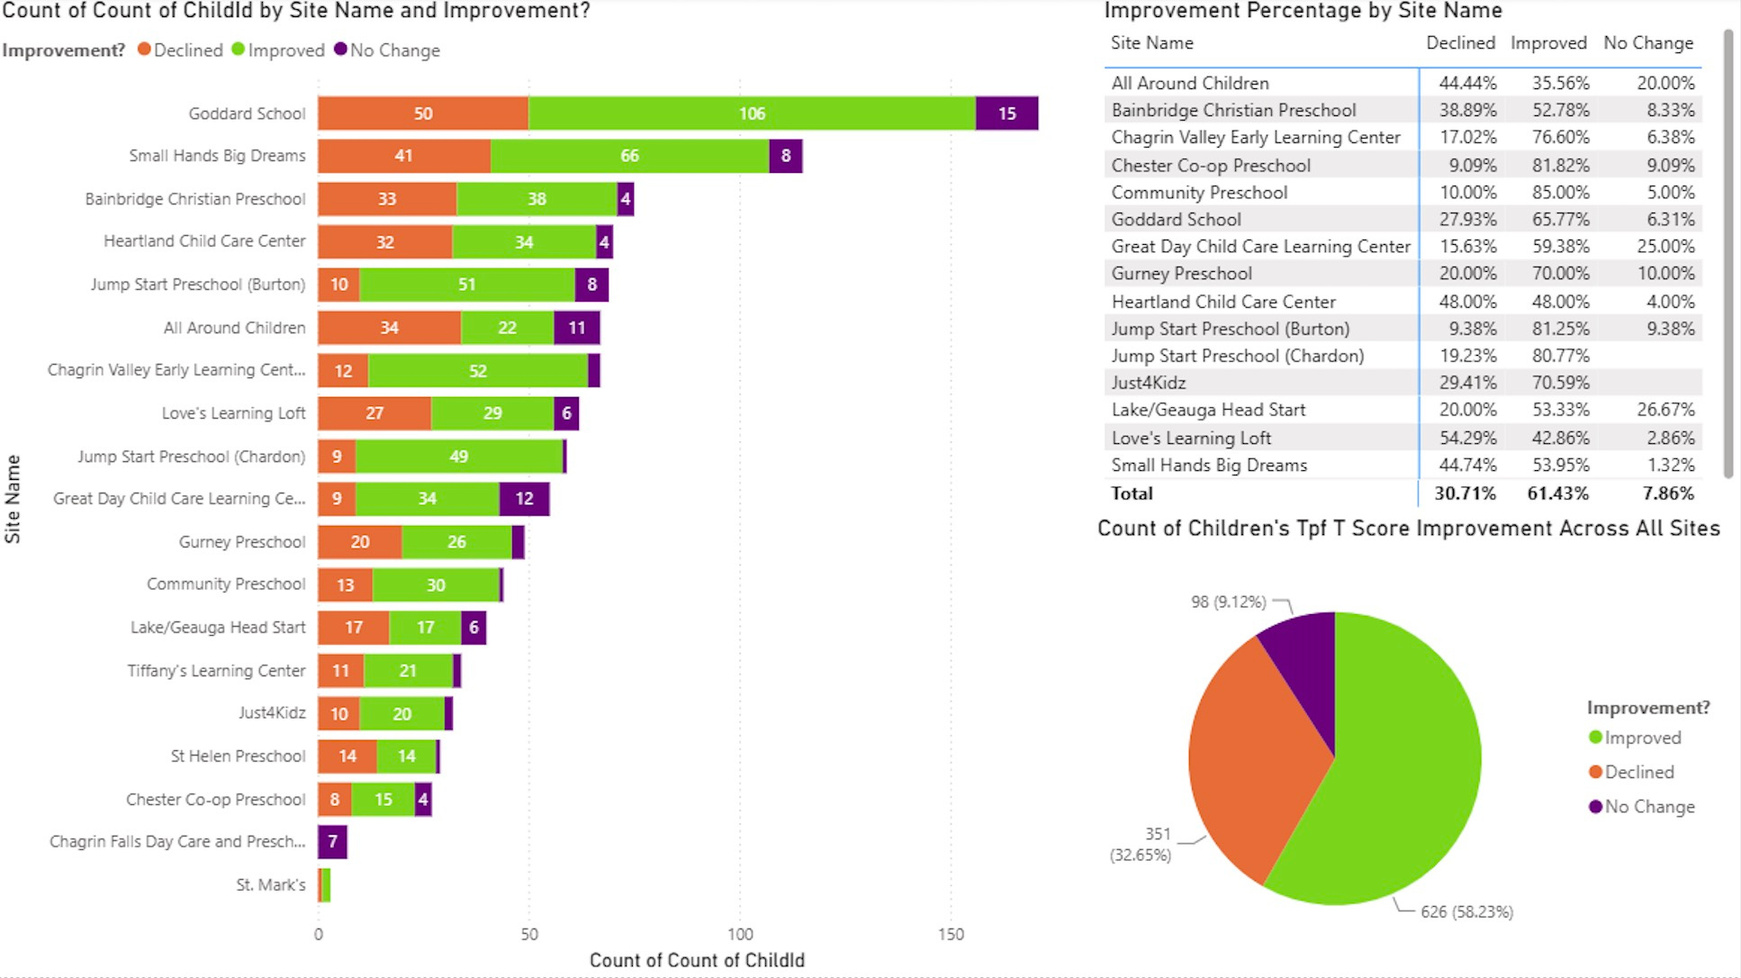 Count of Count of ChildId by Site Name and Improvement?
Improvement? Declined Improved No Change
Site Name
Goddard School 50 106 15
Small Hands Big Dreams 41 66 8
Bainbridge Christian Preschool 33 38 4
Heartland Child Care Center 32 34 4
Jump Start Preschool (Burton) 10 51 8
All Around Children 34 22 11
Chagrin Valley Early Learning Cent... 12 52
Love's Learning Loft 27 29 6
Jump Start Preschool (Chardon) 9 49
Great Day Child Care Learning Ce... 9 34 12
Gurney Preschool 20 26
Community Preschool 13 30
Lake/Geauga Head Start 17 17 6
Tiffany's Learning Center 11 21
Just4Kidz 10 20
St Helen Preschool 14 14
Chester Co-op Preschool 8 15 4
Chagrin Falls Day Care and Presch... 7
St. Mark's
0 50 100 150
Count of Count of ChildId
Improvement Percentage by Site Name
Site Name Declined Improved No Change
All Around Children 44.44% 35.56% 20.00%
Bainbridge Christian Preschool 38.89% 52.78% 8.33%
Chagrin Valley Early Learning Center 17.02% 76.60% 6.38%
Chester Co-op Preschool 9.09% 81.82% 9.09%
Community Preschool 10.00% 85.00% 5.00%
Goddard School 27.93% 65.77% 6.31%
Great Day Child Care Learning Center 15.63% 59.38% 25.00%
Gurney Preschool 20.00% 70.00% 10.00%
Heartland Child Care Center 48.00% 48.00% 4.00%
Jump Start Preschool (Burton) 9.38% 81.25% 9.38%
Jump Start Preschool (Chardon) 19.23% 80.77%
Just4Kidz 29.41% 70.59%
Lake/Geauga Head Start 20.00% 53.33% 26.67%
Love's Learning Loft 54.29% 42.86% 2.86%
Small Hands Big Dreams 44.74% 53.95% 1.32%
Total 30.71% 61.43% 7.86%
Count of Children's Tpf T Score Improvement Across All Sites
98 (9.12%)
351
(32.65%)
626 (58.23%)
Improvement?
Improved
Declined
No Change